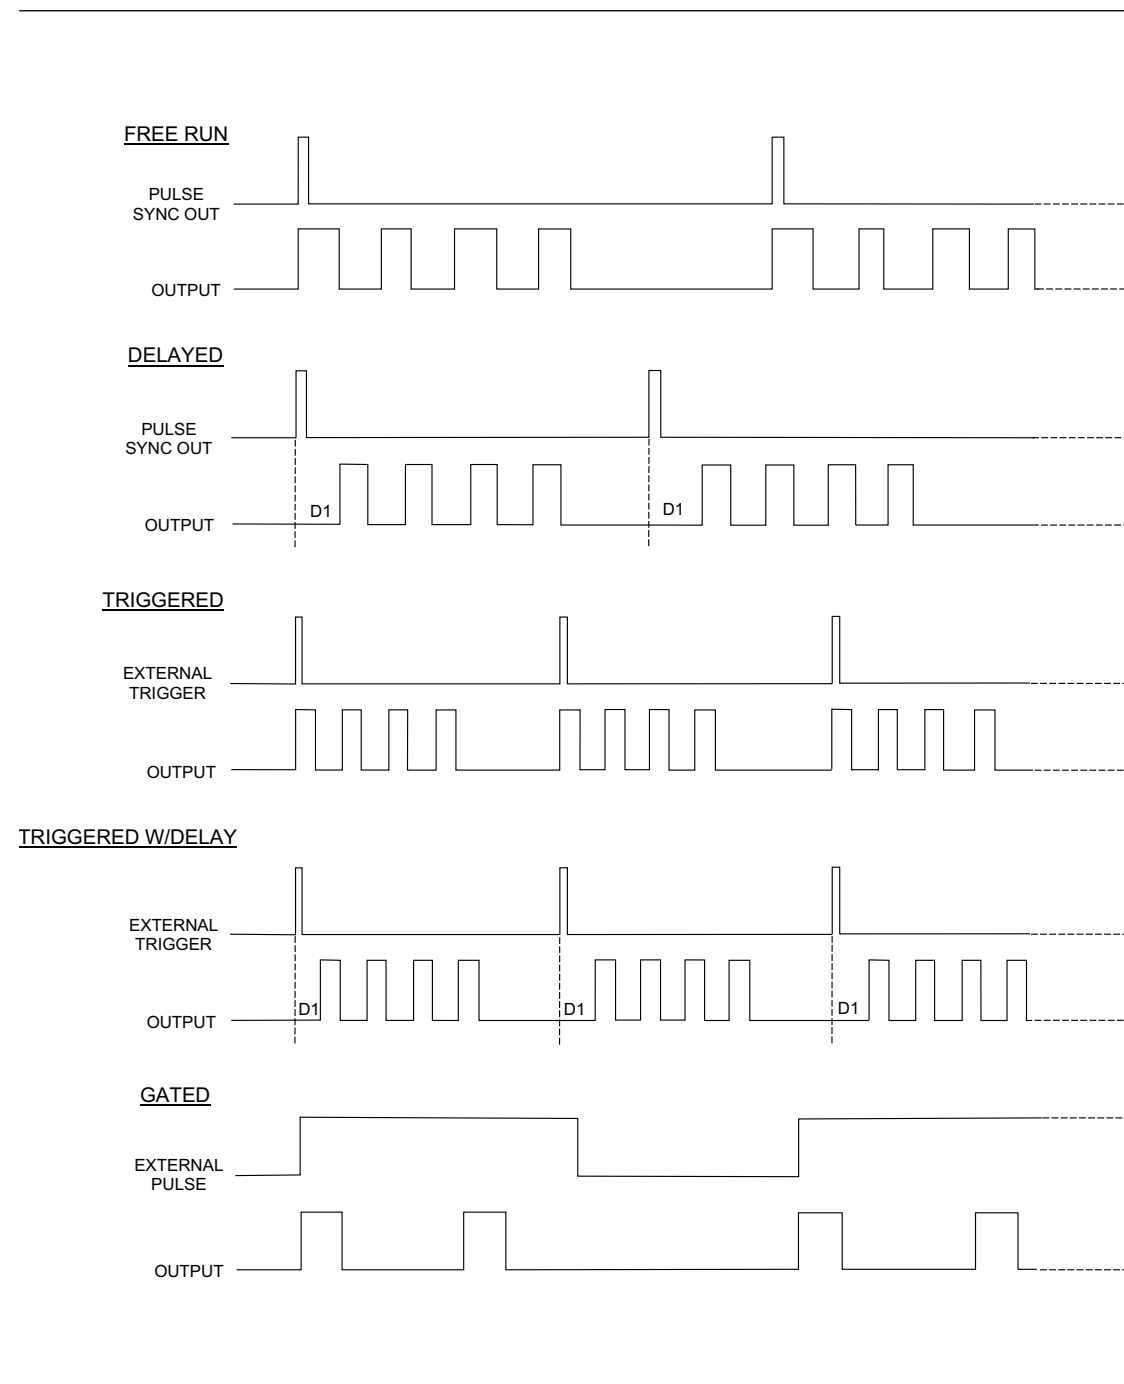 FREE RUN
PULSE
SYNC OUT
OUTPUT
DELAYED
PULSE
SYNC OUT
D1
D1
OUTPUT
TRIGGERED
EXTERNAL
TRIGGER
OUTPUT
TRIGGERED W/DELAY
EXTERNAL
TRIGGER
D1
D1
D1
OUTPUT
GATED
EXTERNAL
PULSE
OUTPUT